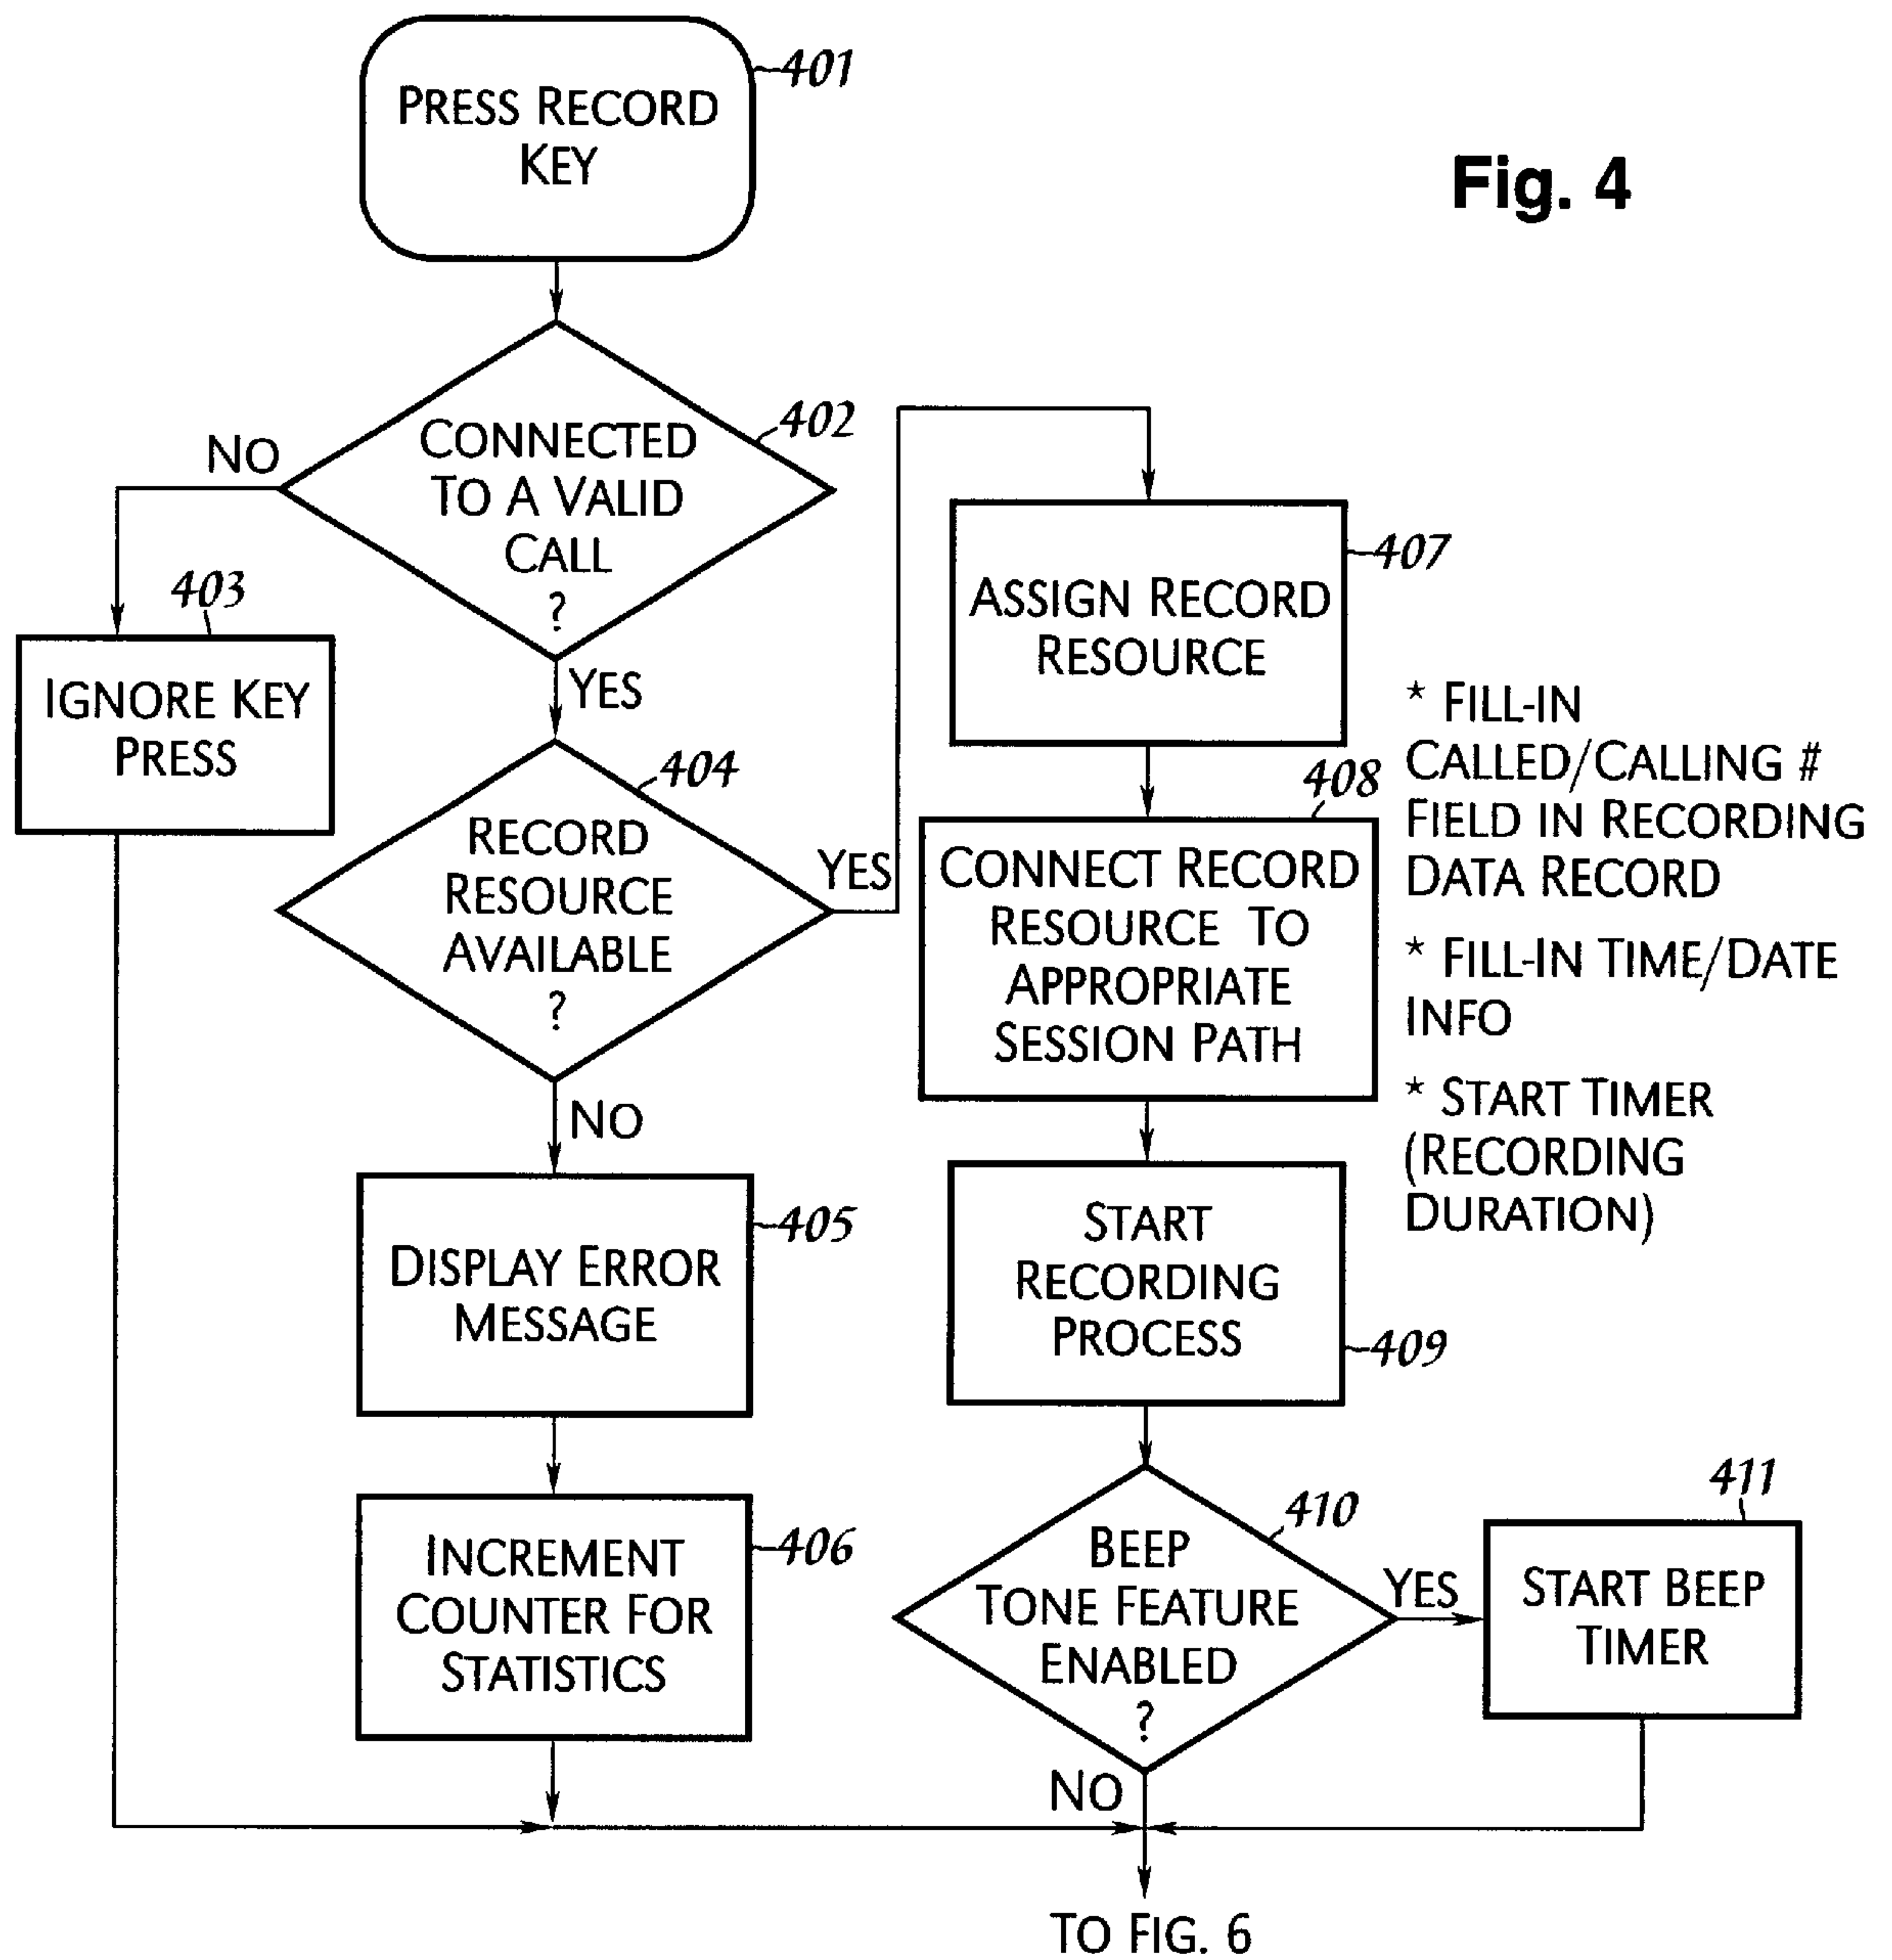 PRESS RECORD
KEY
401
Fig. 4
CONNECTED
TO A VALID
CALL
?
402
NO
403
IGNORE KEY
PRESS
YES
404
RECORD
RESOURCE
AVAILABLE
?
YES
NO
405
DISPLAY ERROR
MESSAGE
406
INCREMENT
COUNTER FOR
STATISTICS
407
ASSIGN RECORD
RESOURCE
408
CONNECT RECORD
RESOURCE TO
APPROPRIATE
SESSION PATH
* FILL-IN
CALLED/CALLING #
FIELD IN RECORDING
DATA RECORD
* FILL-IN TIME/DATE
INFO
* START TIMER
(RECORDING
DURATION)
START
RECORDING
PROCESS
409
410
BEEP
TONE FEATURE
ENABLED
?
YES
411
START BEEP
TIMER
NO
TO FIG. 6